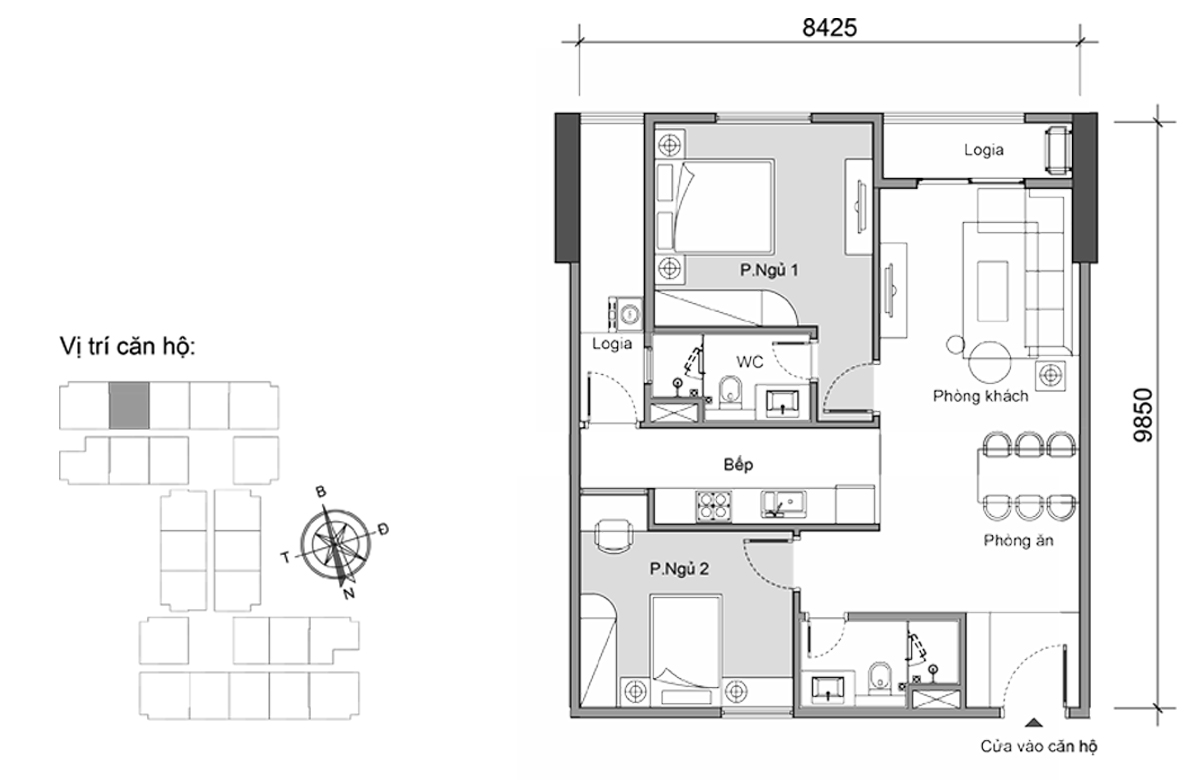 8425
Logia
P.Ngủ 1
Vị trí căn hộ:
Logia
WC
Phòng khách
9850
Bếp
B
Đ
T
N
Phòng ăn
P.Ngủ 2
Cửa vào căn hộ